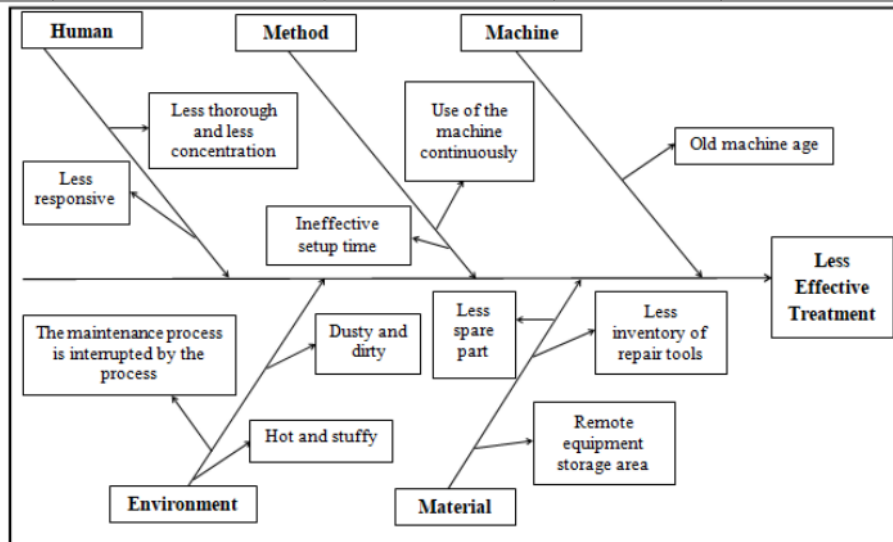 Human
Method
Machine
Less thorough
and less
concentration
Use of the
machine
continuously
Old machine age
Less
responsive
Ineffective
setup time
Less
Effective
Treatment
The maintenance process
is interrupted by the
process
Dusty and
dirty
Less
spare
part
Less
inventory of
repair tools
Hot and stuffy
Remote
equipment
storage area
Environment
Material